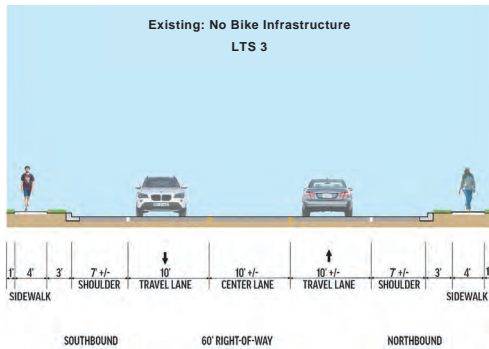 Existing: No Bike Infrastructure
LTS 3
1' 4' 3' 7' +/- 10' 10' +/- 10' +/- 7' +/- 3' 4' 1
SIDEWALK SHOULDER TRAVEL LANE CENTER LANE TRAVEL LANE SHOULDER SIDEWALK
SOUTHBOUND 60' RIGHT-OF-WAY NORTHBOUND